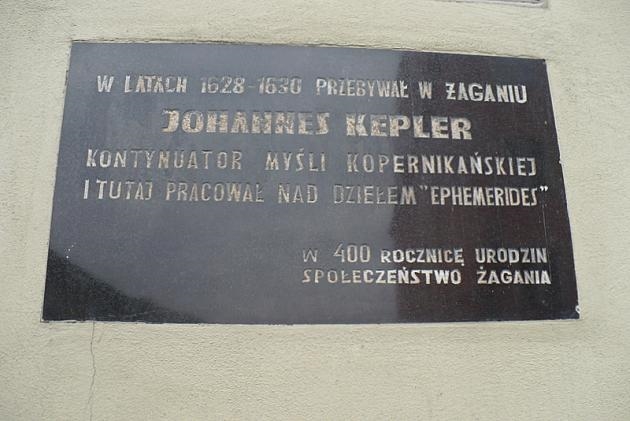 W LATACH 1628-1630 PRZEBYWAŁ W ŻAGANIU
JOHANNES KEPLER
KONTYNUATOR MYŚLI KOPERNIKAŃSKIEJ
I TUTAJ PRACOWAŁ NAD DZIEŁEM "EPHEMERIDES"
W 400 ROCZNICĘ URODZIN
SPOŁECZEŃSTWO ŻAGANIA